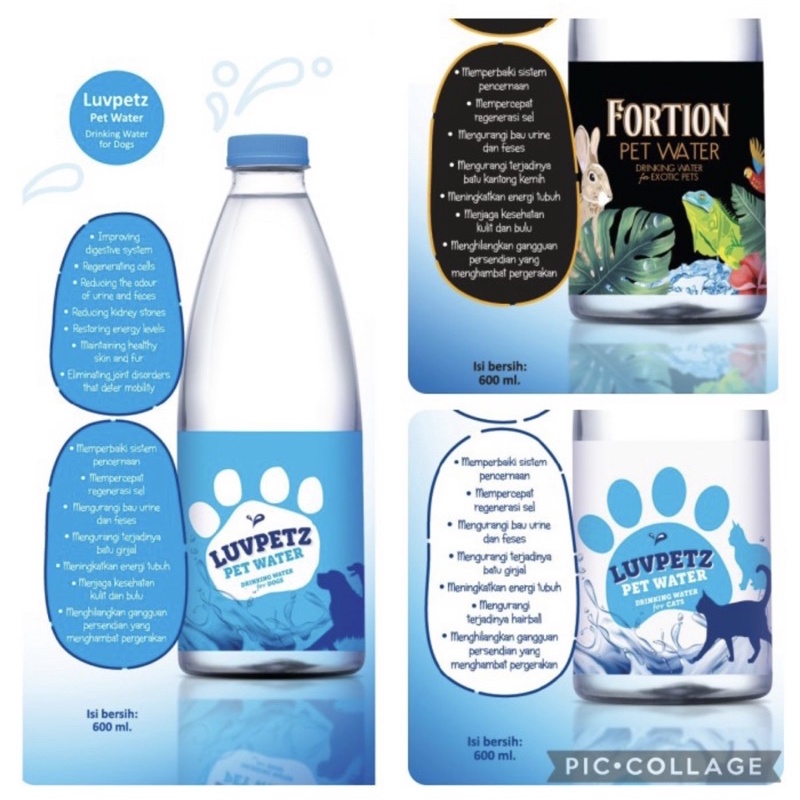 Luvpetz
Pet Water
Drinking Water
for Dogs
• Improving
digestive system
• Regenerating cells
• Reducing the odour
of urine and feces
• Reducing kidney stones
• Restoring energy levels
• Maintaining healthy
skin and fur
• Eliminating joint disorders
that defer mobility
• Memperbaiki sistem
pencernaan
• Mempercepat
regenerasi sel
• Mengurangi bau urine
dan feses
• Mengurangi terjadinya
batu ginjal
• Meningkatkan energi tubuh
• Menjaga kesehatan
kulit dan bulu
• Menghilangkan gangguan
persendian yang
menghambat pergerakan
LUVPETZ
PET WATER
DRINKING WATER
for DOGS
Isi bersih:
600 ml.
• Memperbaiki sistem
pencernaan
• Mempercepat
regenerasi sel
• Mengurangi bau urine
dan feses
• Mengurangi terjadinya
batu kantong kemih
• Meningkatkan energi tubuh
• Menjaga kesehatan
kulit dan bulu
• Menghilangkan gangguan
persendian yang
menghambat pergerakan
FORTION
PET WATER
DRINKING WATER
for EXOTIC PETS
Isi bersih:
600 ml.
• Memperbaiki sistem
pencernaan
• Mempercepat
regenerasi sel
• Mengurangi bau urine
dan feses
• Mengurangi terjadinya
batu ginjal
• Meningkatkan energi tubuh
• Mengurangi
terjadinya hairball
• Menghilangkan gangguan
persendian yang
menghambat pergerakan
LUVPETZ
PET WATER
DRINKING WATER
for CATS
Isi bersih:
600 ml.
PIC•COLLAGE